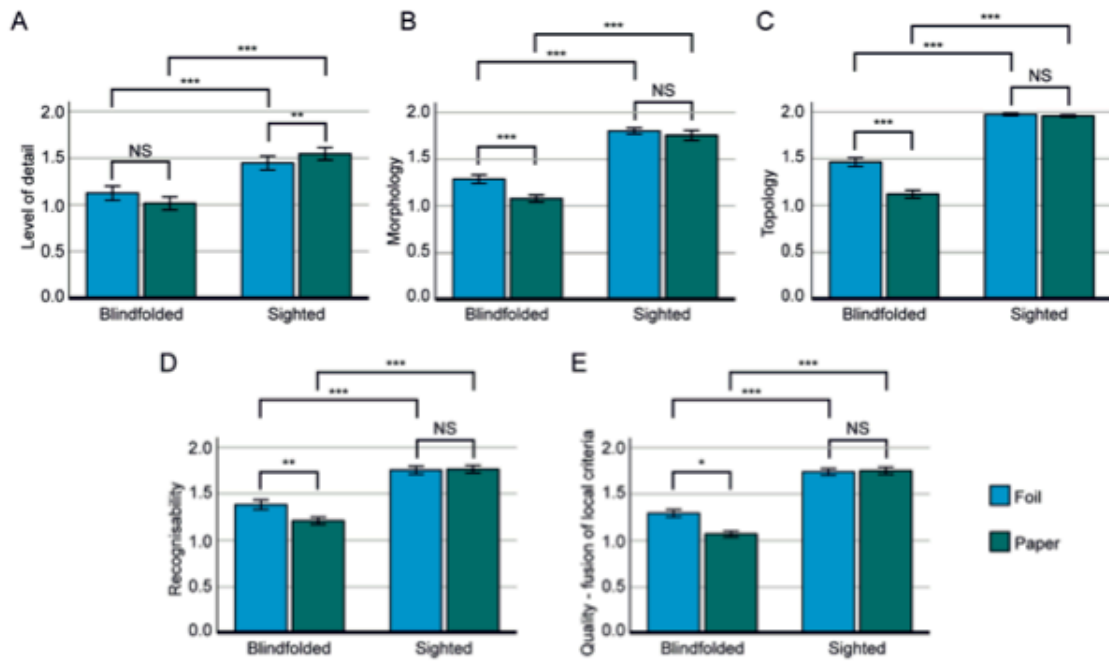 A
***
***
**
NS
2.0
1.5
1.0
0.5
0.0
Level of detail
Blindfolded Sighted
B
***
***
NS
***
2.0
1.5
1.0
0.5
0.0
Morphology
Blindfolded Sighted
C
***
***
NS
***
2.0
1.5
1.0
0.5
0.0
Topology
Blindfolded Sighted
D
***
***
NS
**
2.0
1.5
1.0
0.5
0.0
Recognisability
Blindfolded Sighted
E
***
***
NS
*
2.0
1.5
1.0
0.5
0.0
Quality - fusion of local criteria
Blindfolded Sighted
Foil
Paper